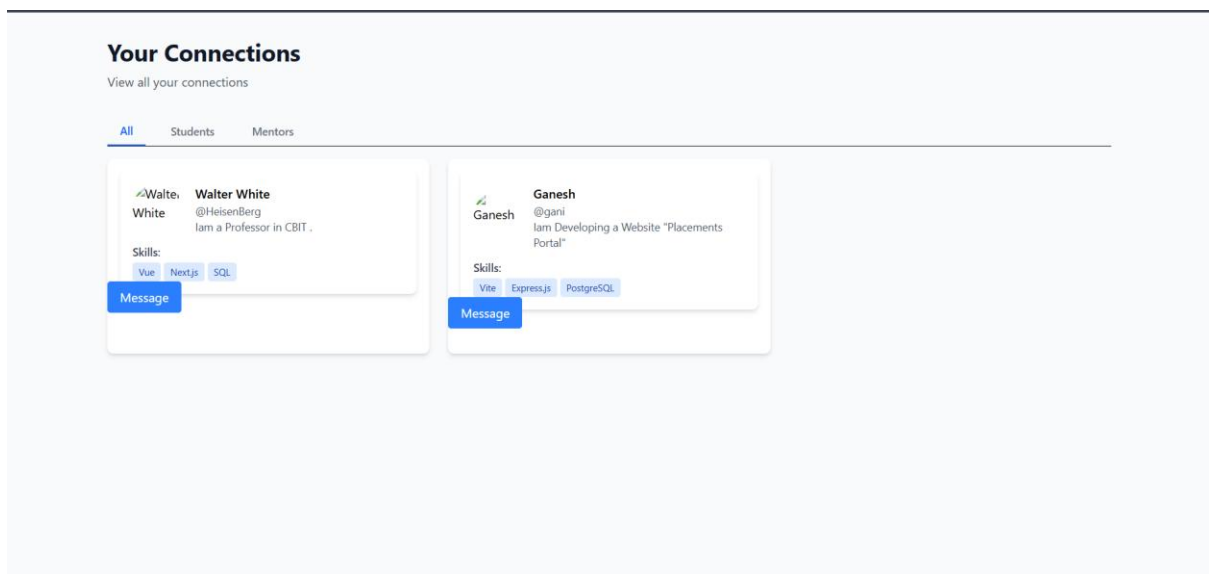 Your Connections
View all your connections
All Students Mentors
Walter White
Walter White
@HeisenBerg
Iam a Professor in CBIT .
Skills:
Vue Next.js SQL
Message
Ganesh
Ganesh
@gani
Iam Developing a Website "Placements
Portal"
Skills:
Vite Express.js PostgreSQL
Message